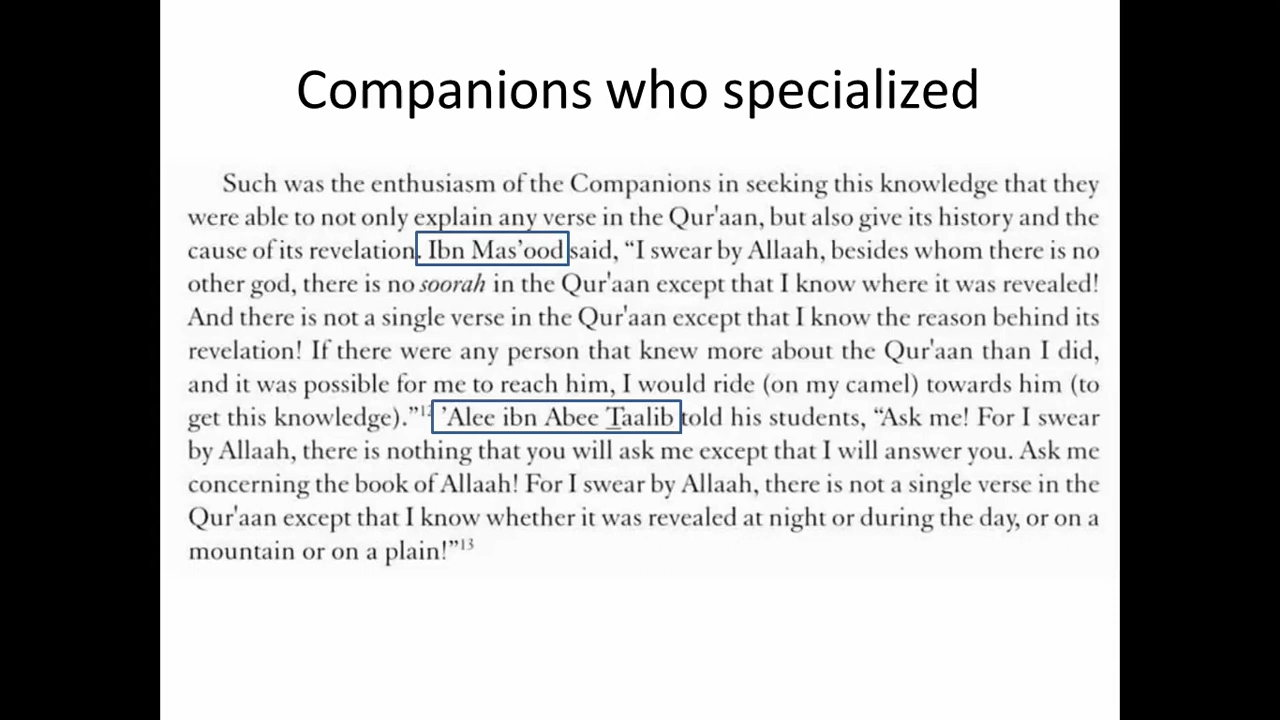 Companions who specialized
Such was the enthusiasm of the Companions in seeking this knowledge that they
were able to not only explain any verse in the Qur'aan, but also give its history and the
cause of its revelation. Ibn Mas’ood said, “I swear by Allaah, besides whom there is no
other god, there is no soorah in the Qur'aan except that I know where it was revealed!
And there is not a single verse in the Qur'aan except that I know the reason behind its
revelation! If there were any person that knew more about the Qur'aan than I did,
and it was possible for me to reach him, I would ride (on my camel) towards him (to
get this knowledge).”12 ’Alee ibn Abee Taalib told his students, “Ask me! For I swear
by Allaah, there is nothing that you will ask me except that I will answer you. Ask me
concerning the book of Allaah! For I swear by Allaah, there is not a single verse in the
Qur'aan except that I know whether it was revealed at night or during the day, or on a
mountain or on a plain!”13